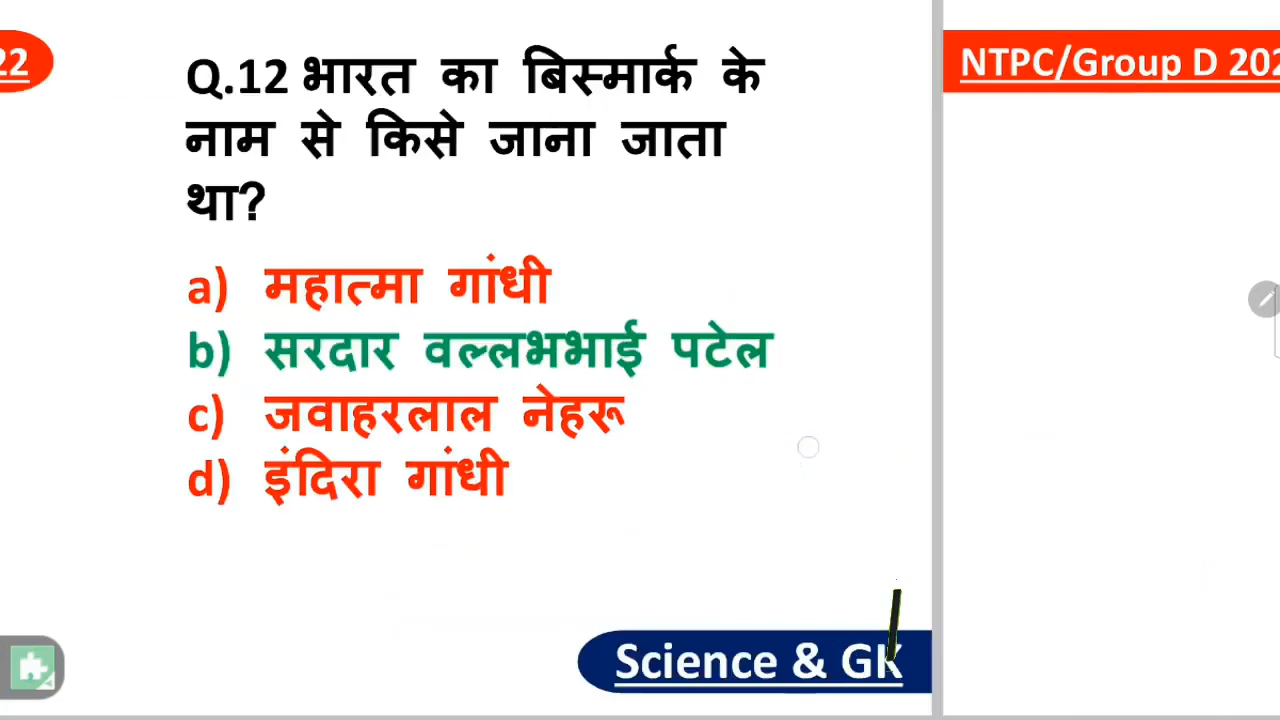 22
NTPC/Group D 202
Q.12 भारत का बिस्मार्क के
नाम से किसे जाना जाता
था?
a) महात्मा गांधी
b) सरदार वल्लभभाई पटेल
c) जवाहरलाल नेहरू
d) इंदिरा गांधी
Science & GK